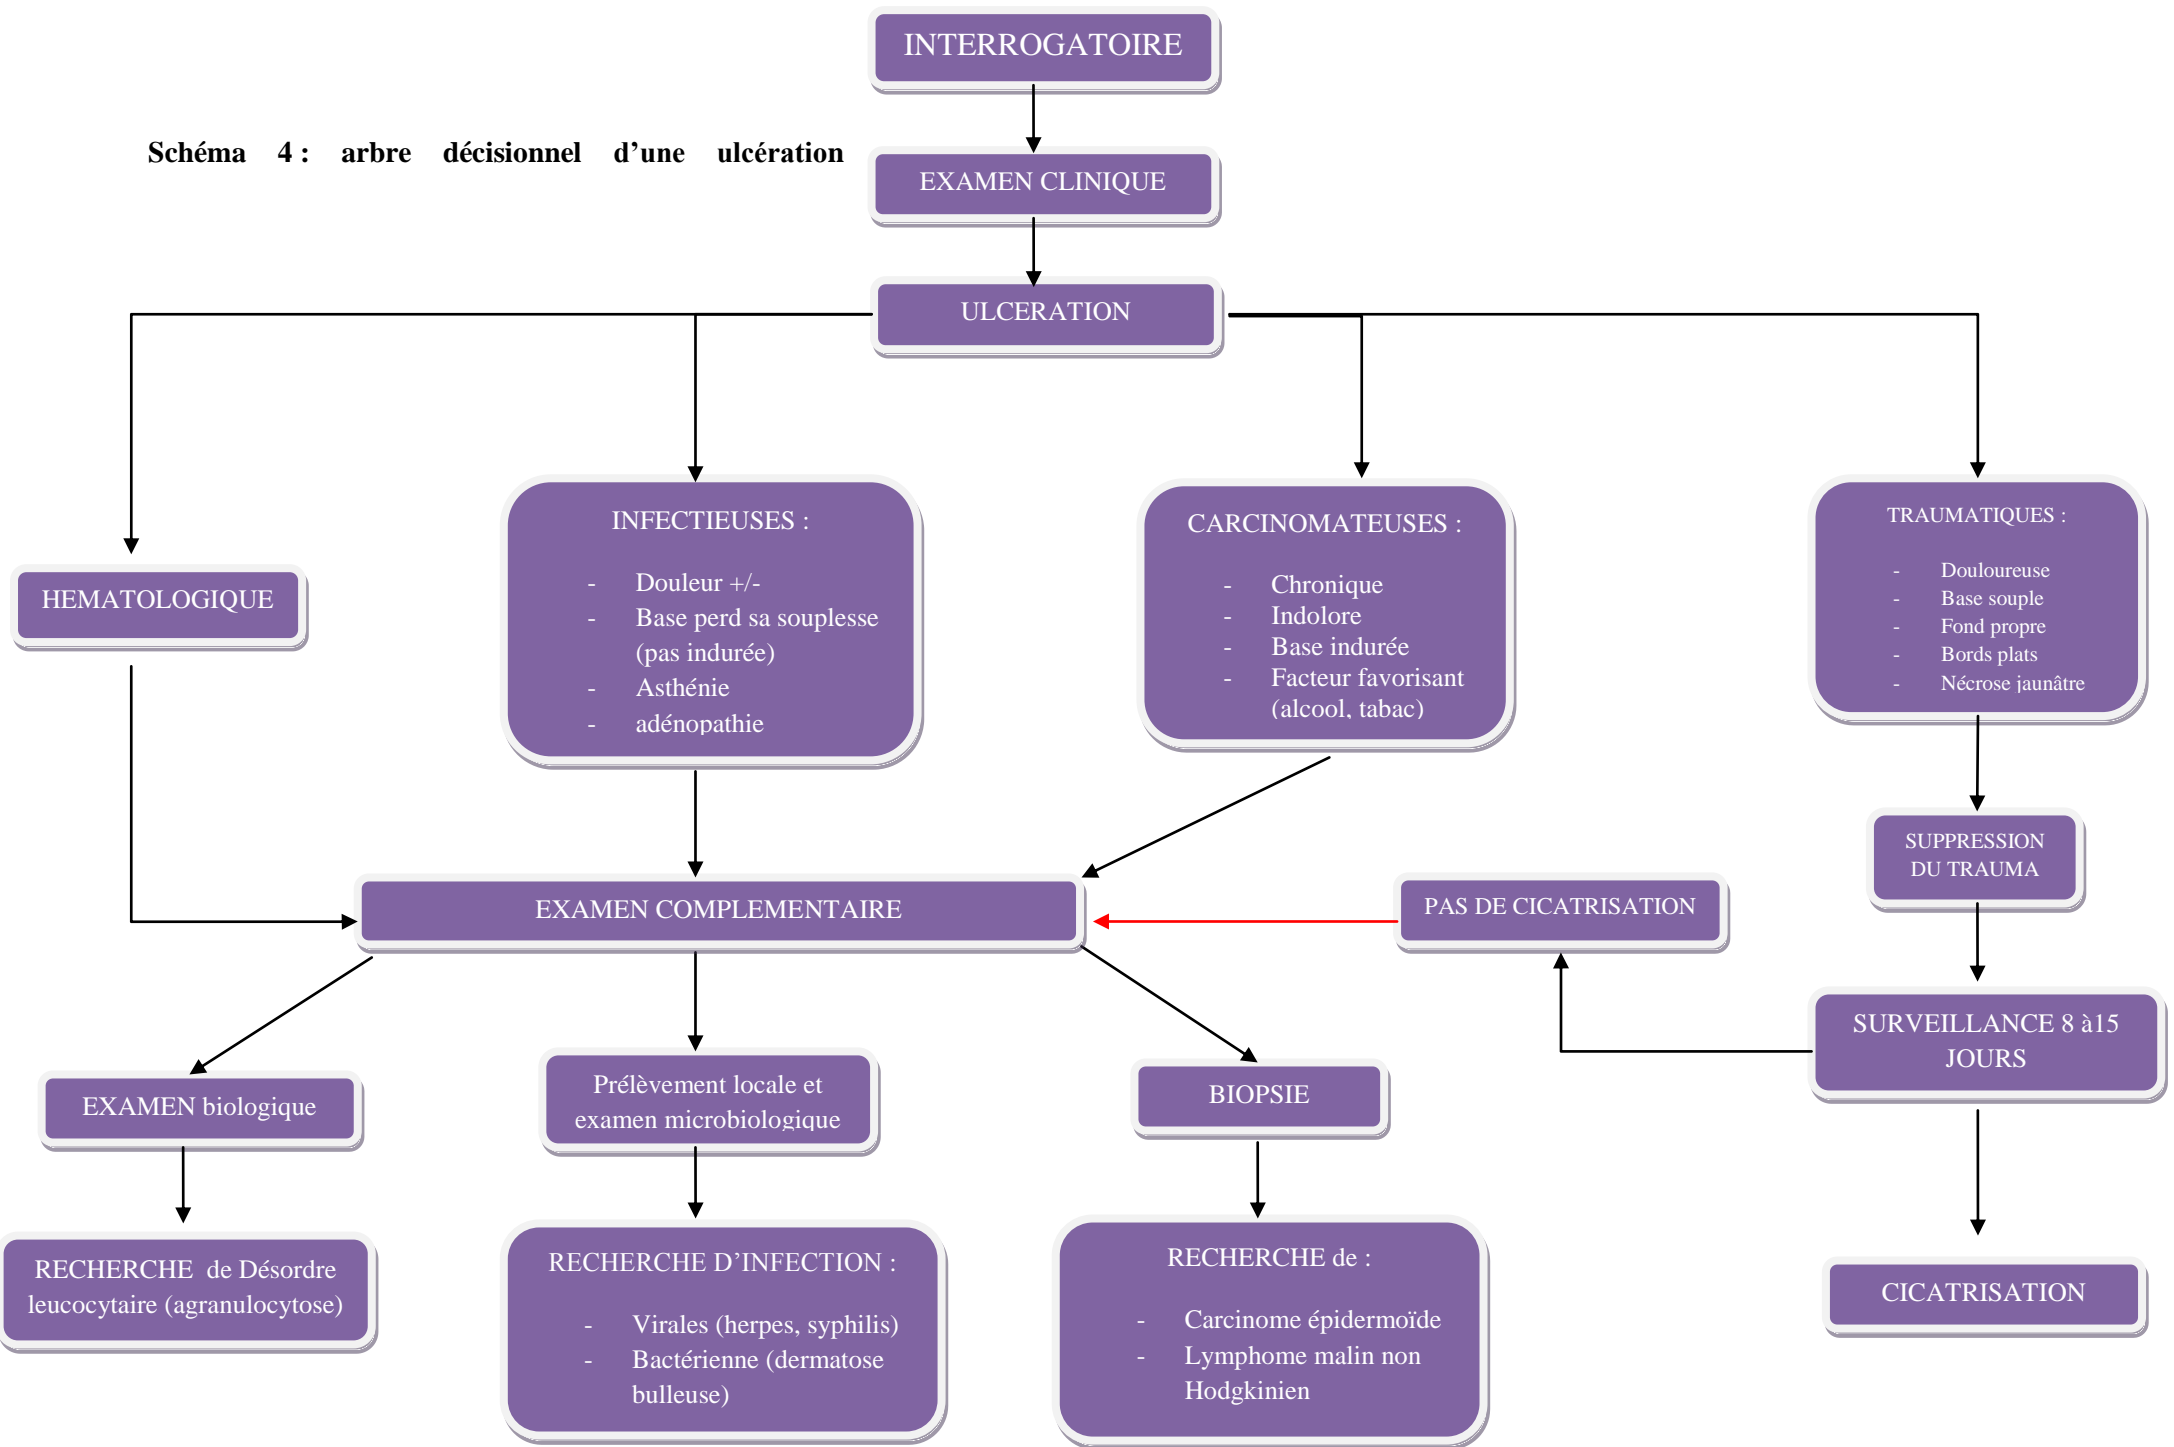 INTERROGATOIRE
Schéma 4 : arbre décisionnel d’une ulcération
EXAMEN CLINIQUE
ULCERATION
HEMATOLOGIQUE
INFECTIEUSES :
- Douleur +/-
- Base perd sa souplesse
(pas indurée)
- Asthénie
- adénopathie
CARCINOMATEUSES :
- Chronique
- Indolore
- Base indurée
- Facteur favorisant
(alcool, tabac)
TRAUMATIQUES :
- Douloureuse
- Base souple
- Fond propre
- Bords plats
- Nécrose jaunâtre
SUPPRESSION
DU TRAUMA
EXAMEN COMPLEMENTAIRE
PAS DE CICATRISATION
SURVEILLANCE 8 à15
JOURS
EXAMEN biologique
Prélèvement locale et
examen microbiologique
BIOPSIE
RECHERCHE de Désordre
leucocytaire (agranulocytose)
RECHERCHE D’INFECTION :
- Virales (herpes, syphilis)
- Bactérienne (dermatose
bulleuse)
RECHERCHE de :
- Carcinome épidermoïde
- Lymphome malin non
Hodgkinien
CICATRISATION